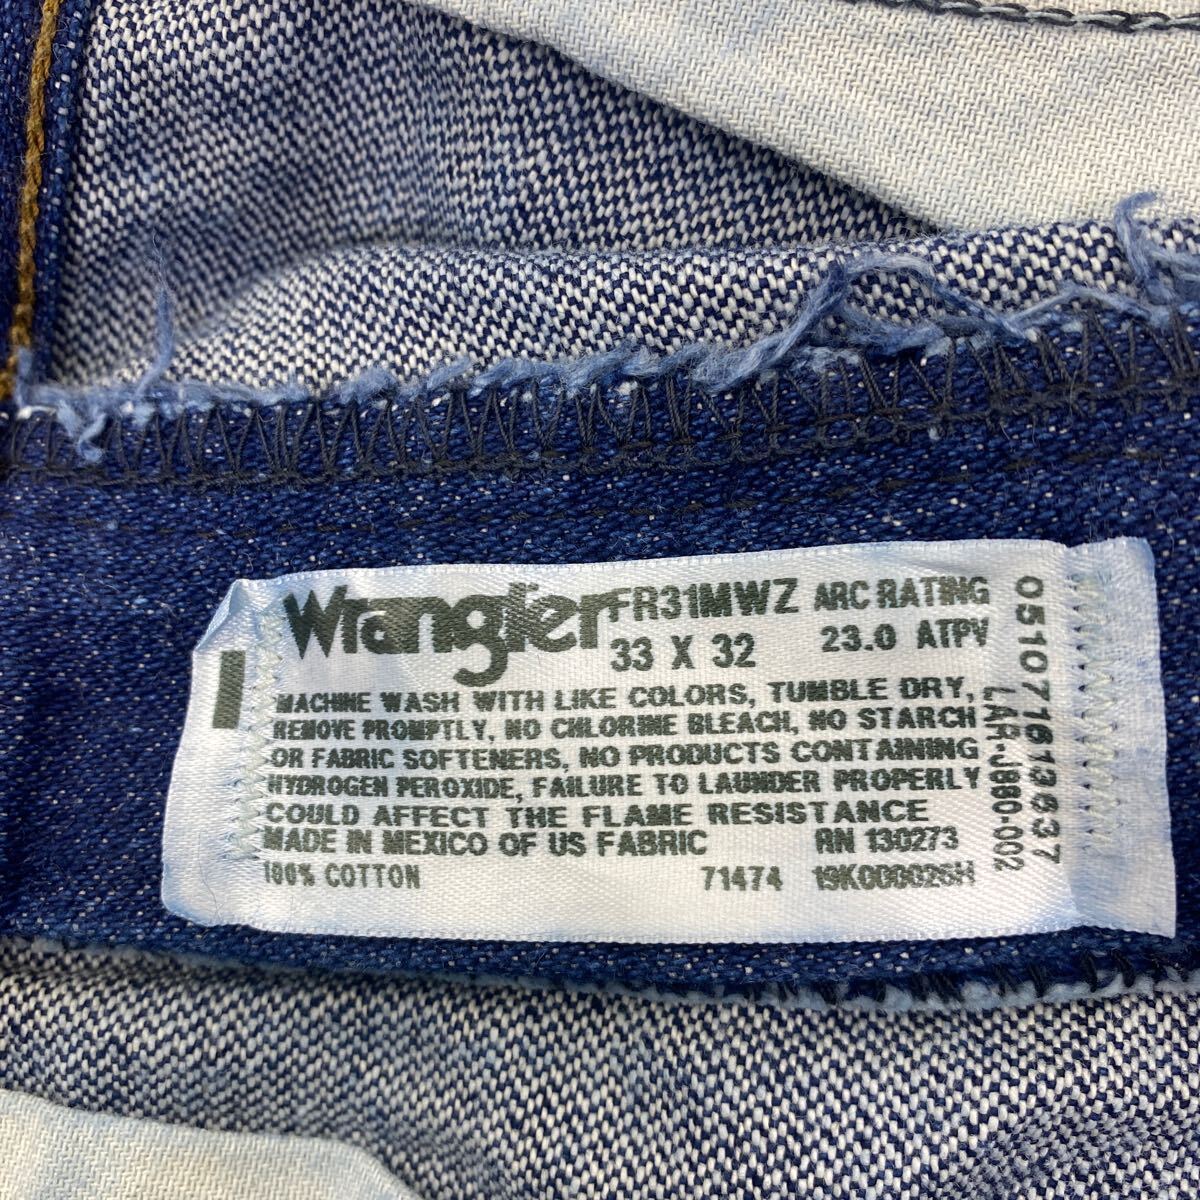 Wrangler FR31MWZ ARC RATING
33 X 32 23.0 ATPV
MACHINE WASH WITH LIKE COLORS, TUMBLE DRY,
REMOVE PROMPTLY, NO CHLORINE BLEACH, NO STARCH
OR FABRIC SOFTENERS, NO PRODUCTS CONTAINING
HYDROGEN PEROXIDE, FAILURE TO LAUNDER PROPERLY
COULD AFFECT THE FLAME RESISTANCE
MADE IN MEXICO OF US FABRIC RN 130273
100% COTTON 71474 19K000026H
051077161393637
LAR-J880-002